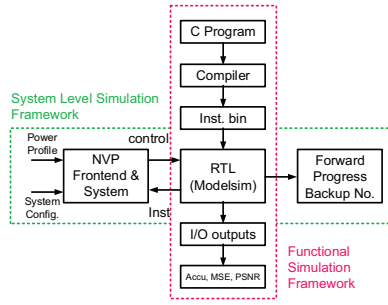 C Program
Compiler
System Level Simulation
Framework
Inst. bin
Power
Profile
control
NVP
Frontend &
System
RTL
(Modelsim)
Forward
Progress
Backup No.
System
Config.
Inst
I/O outputs
Functional
Simulation
Framework
Accu, MSE, PSNR